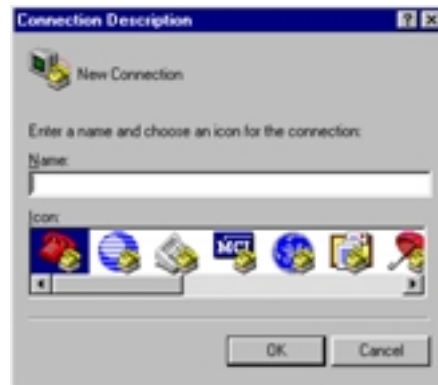 Connection Description
New Connection
Enter a name and choose an icon for the connection:
Name:
Icon:
MCI
OK
Cancel